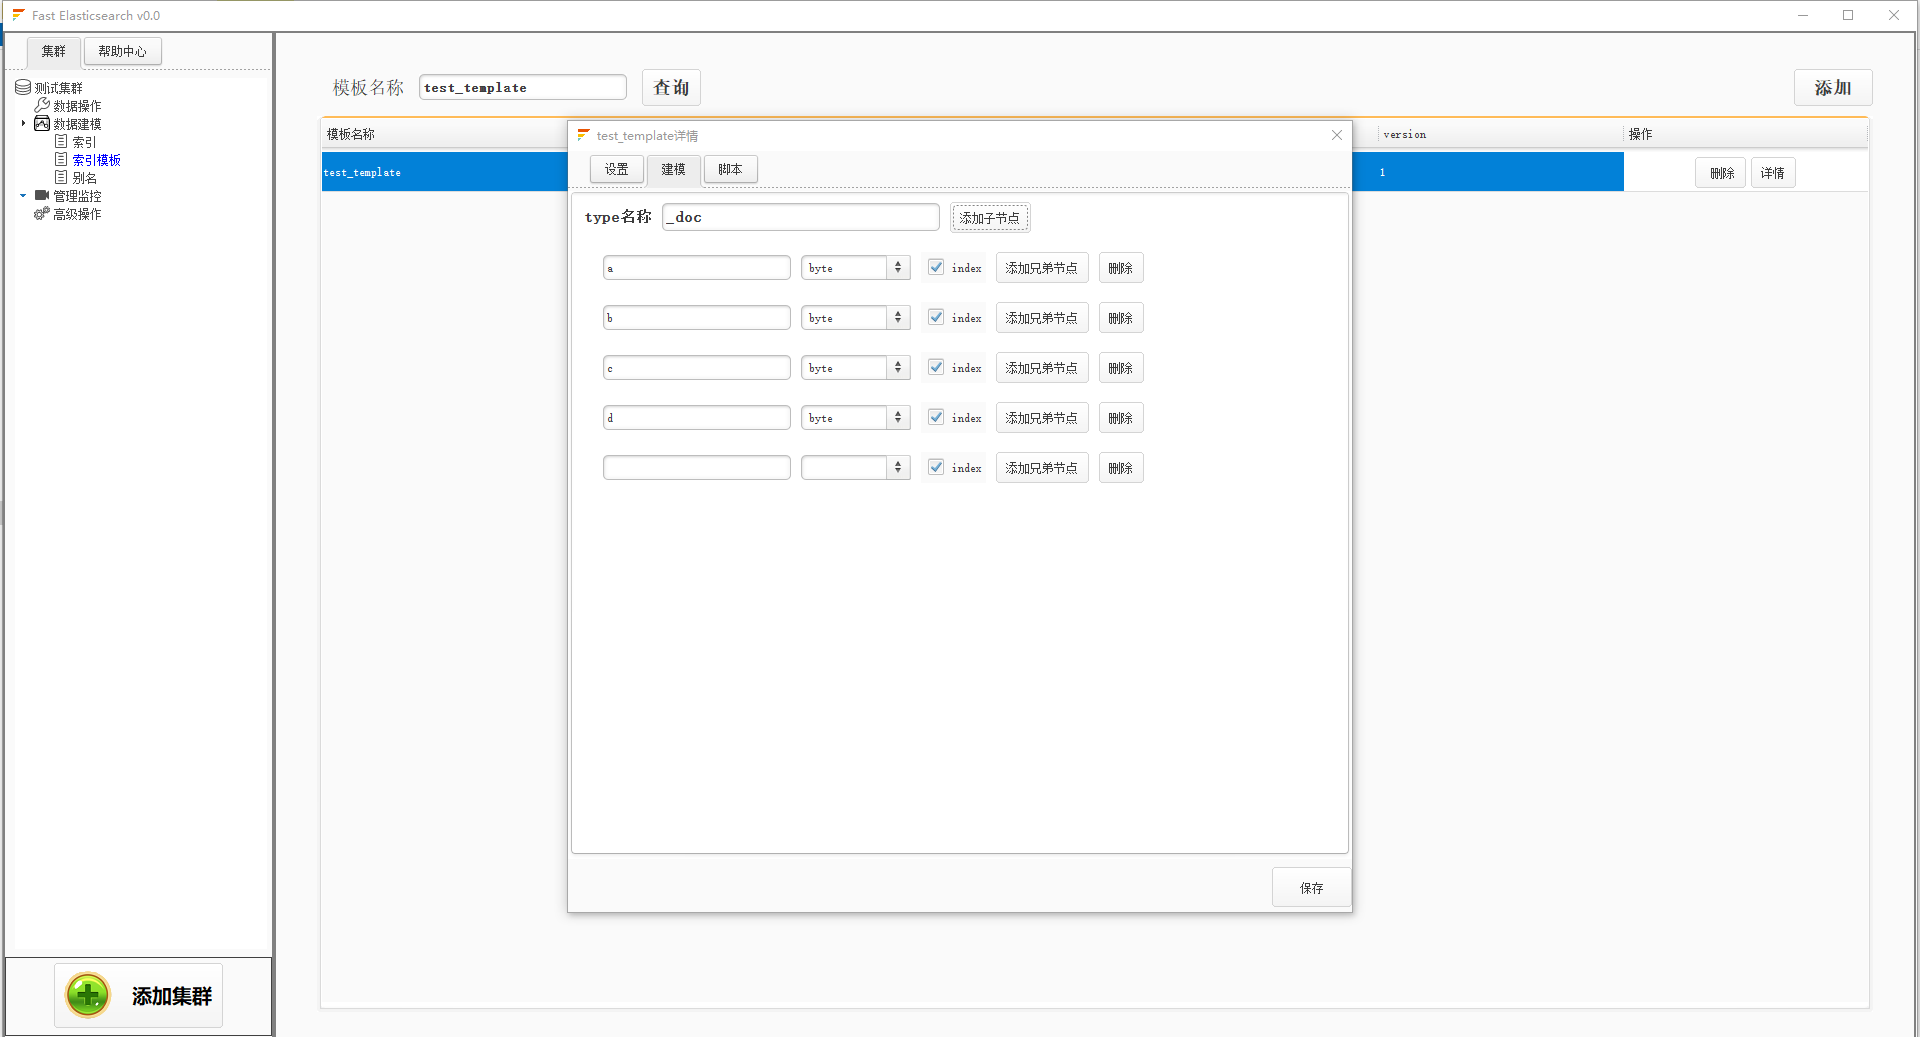 Fast Elasticsearch v0.0
集群 帮助中心
测试集群
数据操作
数据建模
索引
索引模板
别名
管理监控
高级操作
添加集群
模板名称 test_template 查询 添加
模板名称 version 操作
test_template 1 删除 详情
test_template详情
设置 建模 脚本
type名称 _doc 添加子节点
a byte index 添加兄弟节点 删除
b byte index 添加兄弟节点 删除
c byte index 添加兄弟节点 删除
d byte index 添加兄弟节点 删除
index 添加兄弟节点 删除
保存